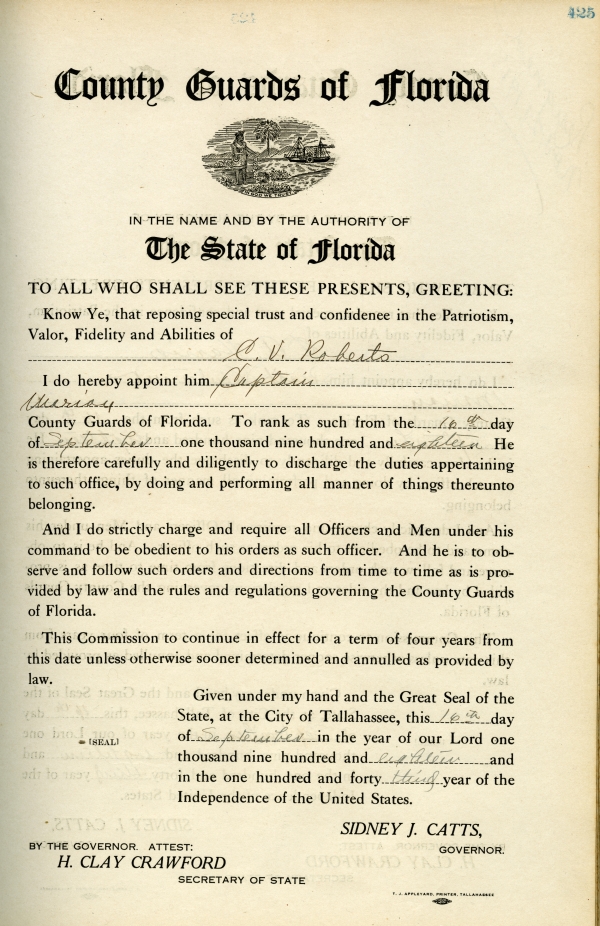 425
County Guards of Florida
IN THE NAME AND BY THE AUTHORITY OF
The State of Florida
TO ALL WHO SHALL SEE THESE PRESENTS, GREETING:
Know Ye, that reposing special trust and confidenee in the Patriotism,
Valor, Fidelity and Abilities of
C. V. Roberts
I do hereby appoint him Captain
Marion
County Guards of Florida. To rank as such from the 16th day
of September one thousand nine hundred and eighteen He
is therefore carefully and diligently to discharge the duties appertaining
to such office, by doing and performing all manner of things thereunto
belonging.
And I do strictly charge and require all Officers and Men under his
command to be obedient to his orders as such officer. And he is to ob-
serve and follow such orders and directions from time to time as is pro-
vided by law and the rules and regulations governing the County Guards
of Florida.
This Commission to continue in effect for a term of four years from
this date unless otherwise sooner determined and annulled as provided by
law.
Given under my hand and the Great Seal of the
State, at the City of Tallahassee, this 16th day
of September in the year of our Lord one
[SEAL]
thousand nine hundred and eighteen and
in the one hundred and forty third year of the
Independence of the United States.
SIDNEY J. CATTS,
GOVERNOR.
BY THE GOVERNOR. ATTEST:
H. CLAY CRAWFORD
SECRETARY OF STATE
T. J. APPLEYARD, PRINTER, TALLAHASSEE